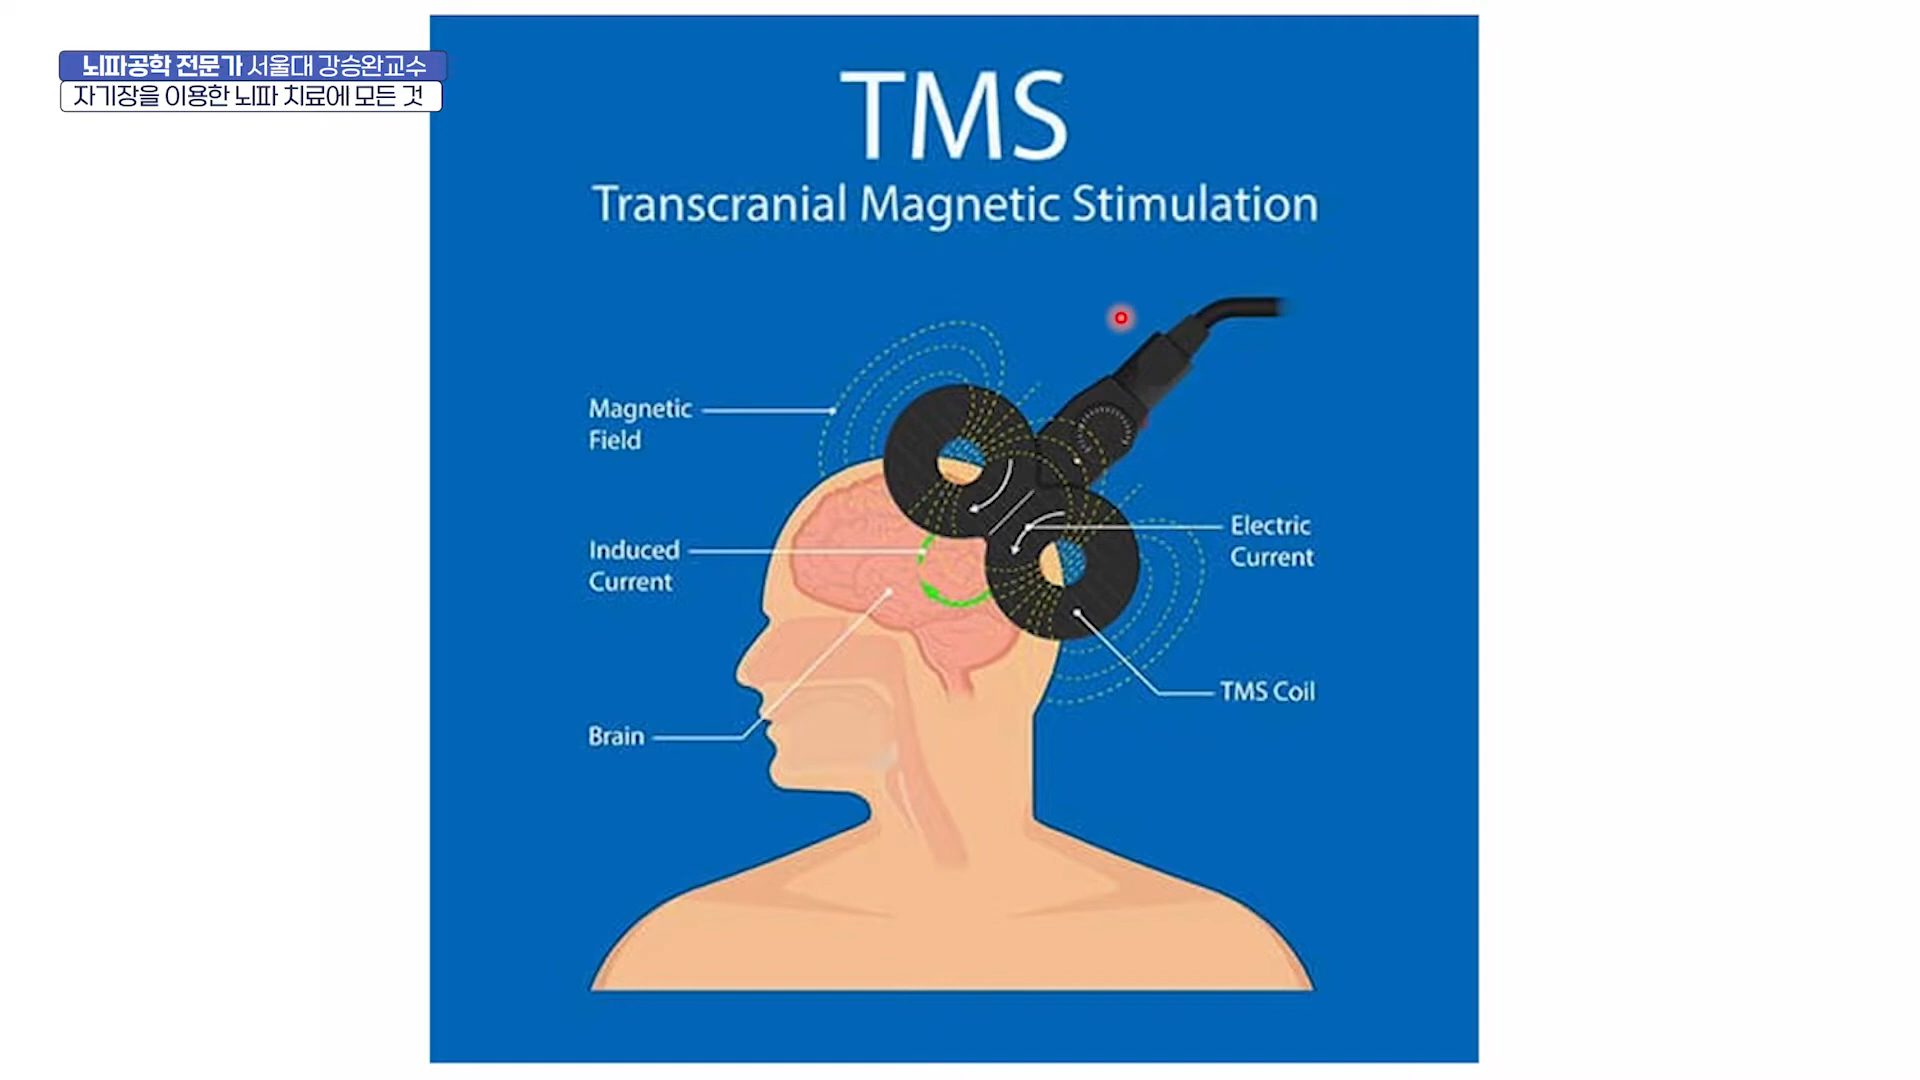 뇌파공학 전문가 서울대 강승완교수
자기장을 이용한 뇌파 치료에 모든 것
TMS
Transcranial Magnetic Stimulation
Magnetic
Field
Induced
Current
Electric
Current
TMS Coil
Brain